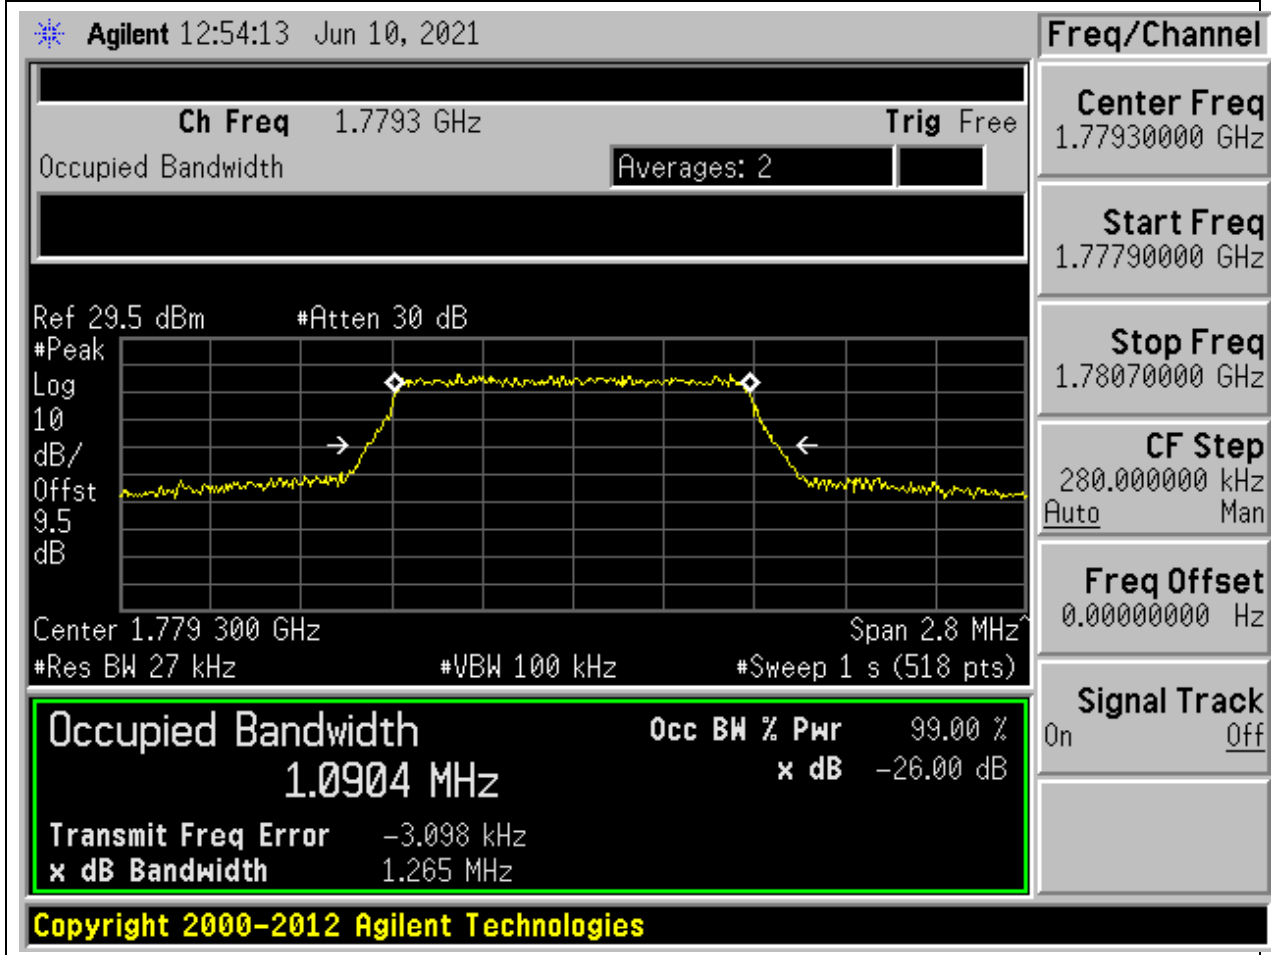 Agilent 12:54:13 Jun 10, 2021
Freq/Channel
Ch Freq 1.7793 GHz Trig Free
Occupied Bandwidth Averages: 2
Ref 29.5 dBm #Atten 30 dB
#Peak
Log
10
dB/
Offst
9.5
dB
Center 1.779 300 GHz Span 2.8 MHz^
#Res BW 27 kHz #VBW 100 kHz #Sweep 1 s (518 pts)
Occupied Bandwidth Occ BW % Pwr 99.00 %
1.0904 MHz x dB -26.00 dB
Transmit Freq Error -3.098 kHz
x dB Bandwidth 1.265 MHz
Center Freq
1.77930000 GHz
Start Freq
1.77790000 GHz
Stop Freq
1.78070000 GHz
CF Step
280.000000 kHz
Auto Man
Freq Offset
0.00000000 Hz
Signal Track
On Off
Copyright 2000-2012 Agilent Technologies